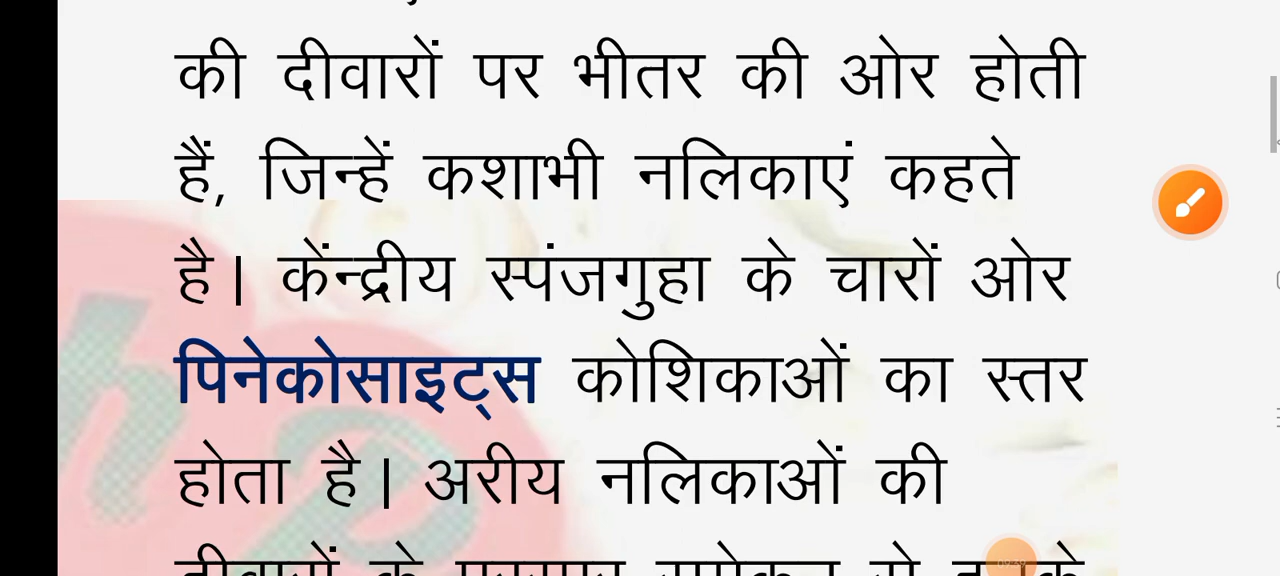 की दीवारों पर भीतर की ओर होती
हैं, जिन्हें कशाभी नलिकाएं कहते
है। केंन्द्रीय स्पंजगुहा के चारों ओर
पिनेकोसाइट्स कोशिकाओं का स्तर
होता है। अरीय नलिकाओं की